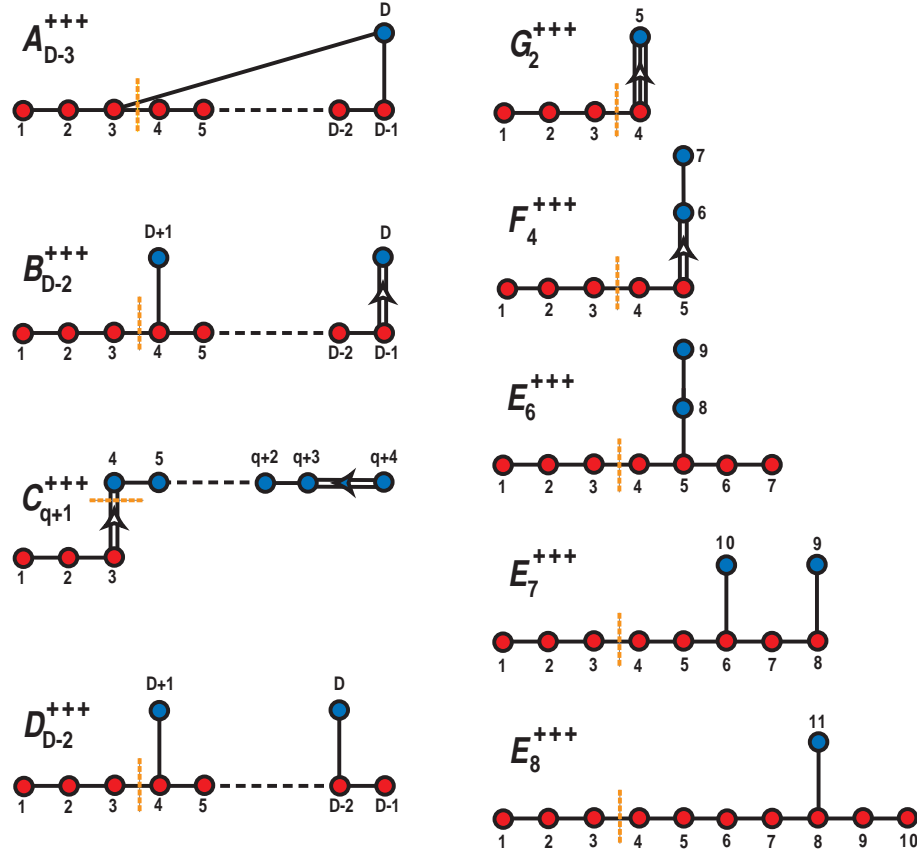 A+++D-3
D
1 2 3 4 5 D-2 D-1
B+++D-2
D+1 D
1 2 3 4 5 D-2 D-1
C+++q+1
4 5 q+2 q+3 q+4
1 2 3
D+++D-2
D+1 D
1 2 3 4 5 D-2 D-1
G+++2
5
1 2 3 4
F+++4
7
6
1 2 3 4 5
E+++6
9
8
1 2 3 4 5 6 7
E+++7
10 9
1 2 3 4 5 6 7 8
E+++8
11
1 2 3 4 5 6 7 8 9 10